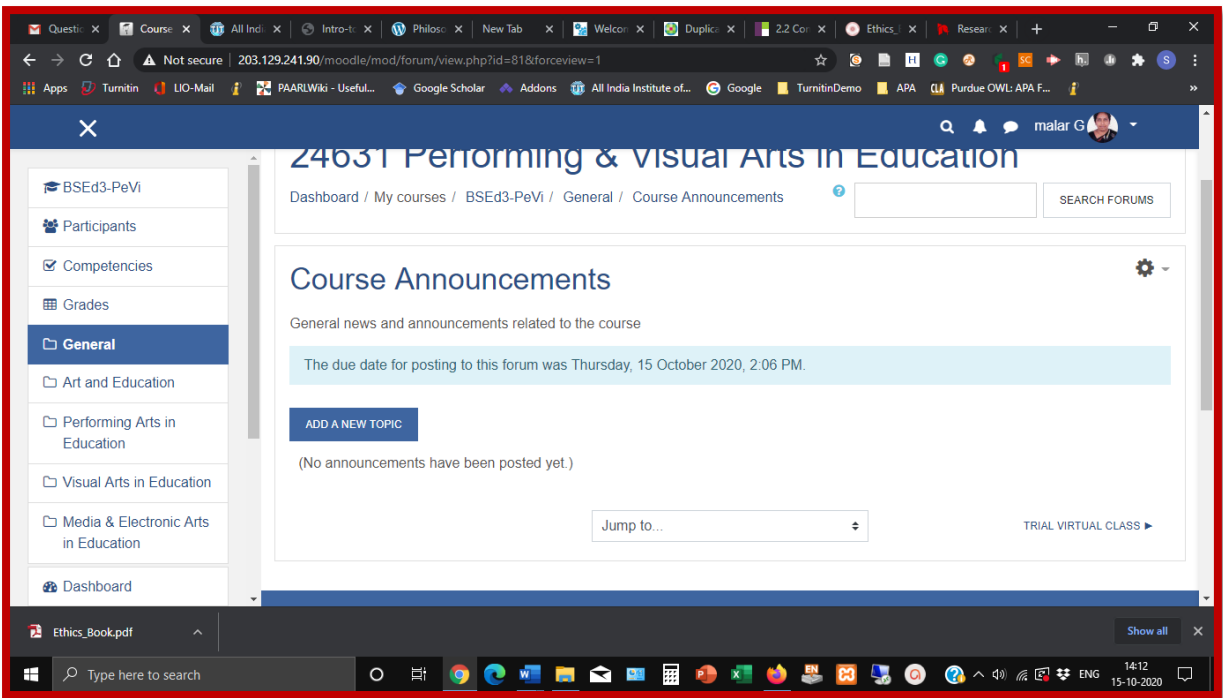 Questic
Course
All Indi
Intro-tc
Philoso
New Tab
Welcon
Duplica
2.2 Con
Ethics_
Researc
Not secure
203.129.241.90/moodle/mod/forum/view.php?id=81&forceview=1
Apps
Turnitin
LIO-Mail
PAARLWiki - Useful...
Google Scholar
Addons
All India Institute of...
Google
TurnitinDemo
APA
Purdue OWL: APA F...
malar G
24631 Performing & Visual Arts in Education
Dashboard / My courses / BSEd3-PeVi / General / Course Announcements
SEARCH FORUMS
BSEd3-PeVi
Participants
Competencies
Grades
General
Art and Education
Performing Arts in
Education
Visual Arts in Education
Media & Electronic Arts
in Education
Dashboard
Course Announcements
General news and announcements related to the course
The due date for posting to this forum was Thursday, 15 October 2020, 2:06 PM.
ADD A NEW TOPIC
(No announcements have been posted yet.)
Jump to...
TRIAL VIRTUAL CLASS ►
Ethics_Book.pdf
Show all
Type here to search
ENG
14:12
15-10-2020